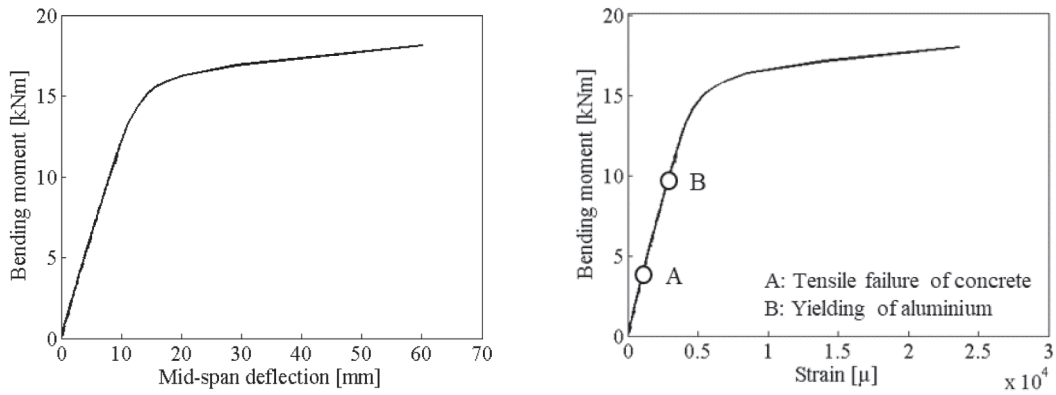 20
15
10
5
0
Bending moment [kNm]
0 10 20 30 40 50 60 70
Mid-span deflection [mm]
20
15
10
5
0
Bending moment [kNm]
B
A
A: Tensile failure of concrete
B: Yielding of aluminium
0 0.5 1 1.5 2 2.5 3
Strain [µ]
x 10⁴